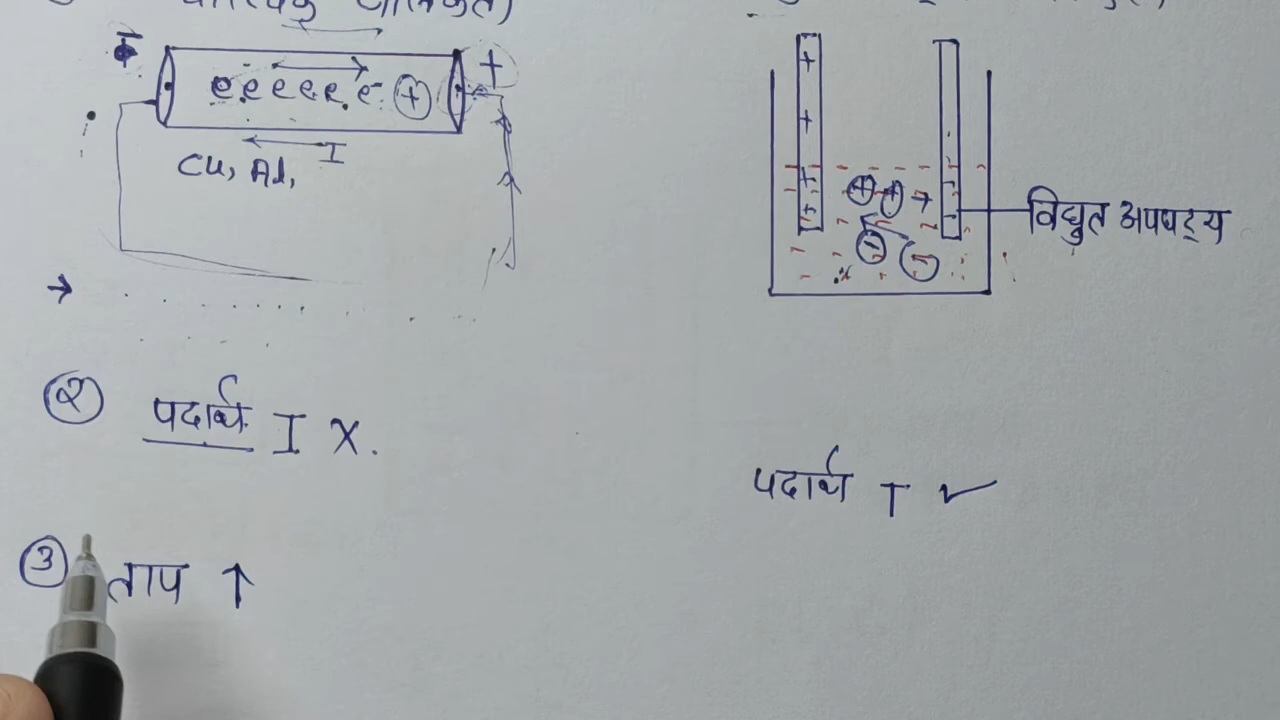 +
e e e e e e⁻ +
I
Cu, Al,
+
+
+
+
+ + →
- -
विद्युत अपघट्य
→ . . . . . . . .
② पदार्थ I X.
पदार्थ T ✓
③ ताप ↑